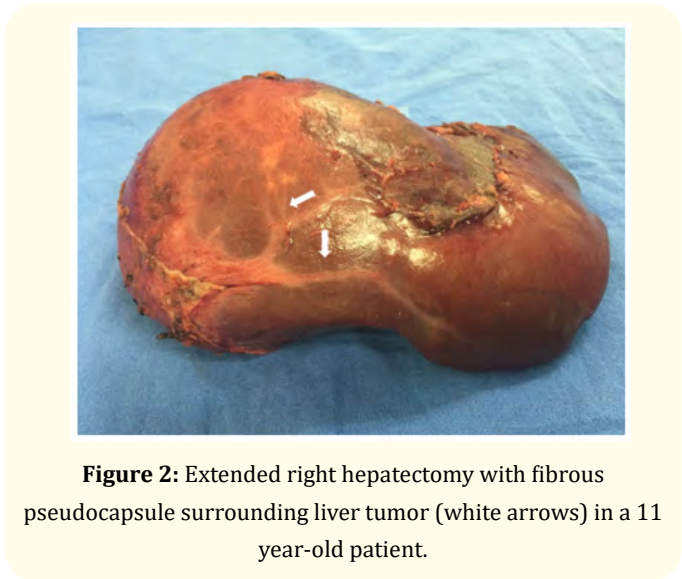 Figure 2: Extended right hepatectomy with fibrous
pseudocapsule surrounding liver tumor (white arrows) in a 11
year-old patient.